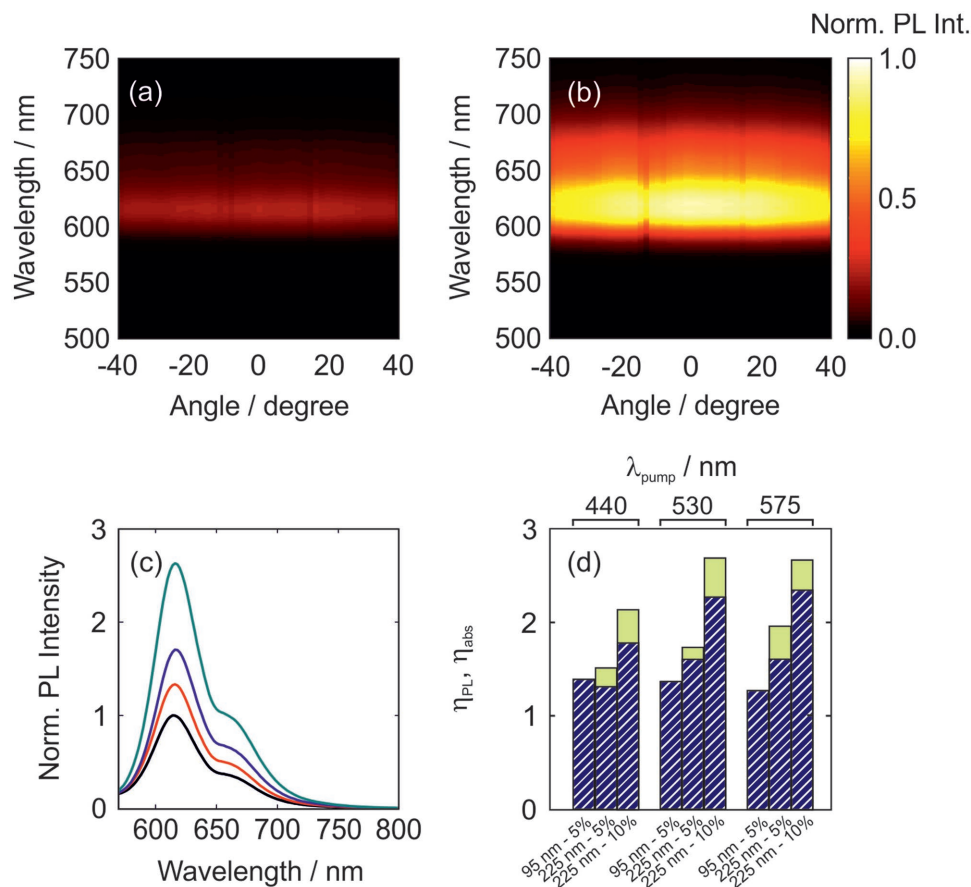 Norm. PL Int.
750
700
650
600
550
500
Wavelength / nm
(a)
-40
-20
0
20
40
Angle / degree
750
700
650
600
550
500
Wavelength / nm
(b)
-40
-20
0
20
40
Angle / degree
1.0
0.5
0.0
3
2
1
0
Norm. PL Intensity
(c)
600
650
700
750
800
Wavelength / nm
λpump / nm
440
530
575
3
2
1
0
ηPL, ηabs
(d)
95 nm - 5%
225 nm - 5%
225 nm - 10%
95 nm - 5%
225 nm - 5%
225 nm - 10%
95 nm - 5%
225 nm - 5%
225 nm - 10%